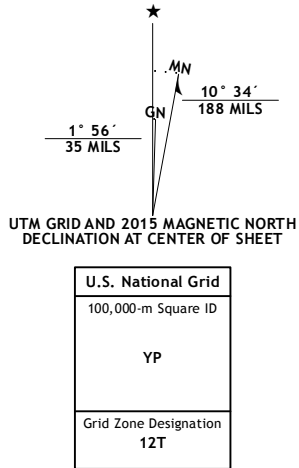 ★
MN
GN
10° 34´
188 MILS
1° 56´
35 MILS
UTM GRID AND 2015 MAGNETIC NORTH
DECLINATION AT CENTER OF SHEET
U.S. National Grid
100,000-m Square ID
YP
Grid Zone Designation
12T